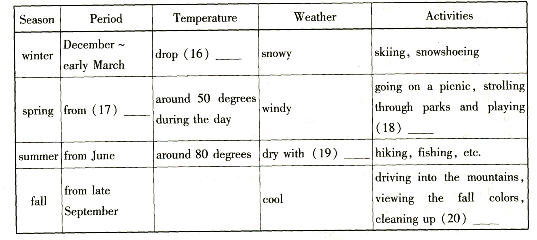 Season Period Temperature Weather Activities
winter December ~ early March drop (16) ____ snowy skiing, snowshoeing
spring from (17) ____ around 50 degrees during the day windy going on a picnic, strolling through parks and playing (18) ____
summer from June around 80 degrees dry with (19) ____ hiking, fishing, etc.
fall from late September cool driving into the mountains, viewing the fall colors, cleaning up (20) ____